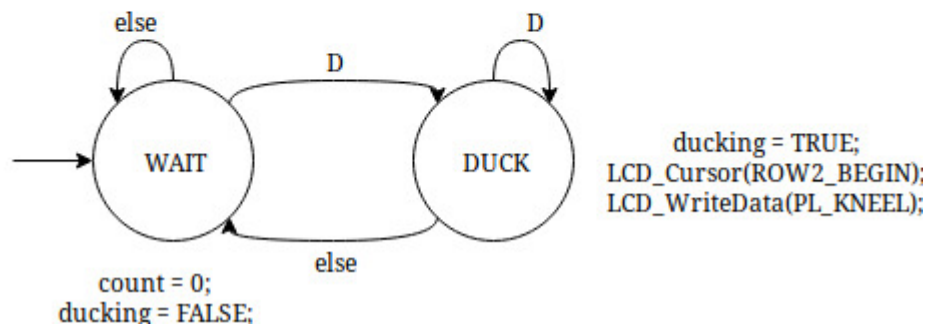 else
D
D
WAIT
DUCK
ducking = TRUE;
LCD_Cursor(ROW2_BEGIN);
LCD_WriteData(PL_KNEEL);
else
count = 0;
ducking = FALSE;